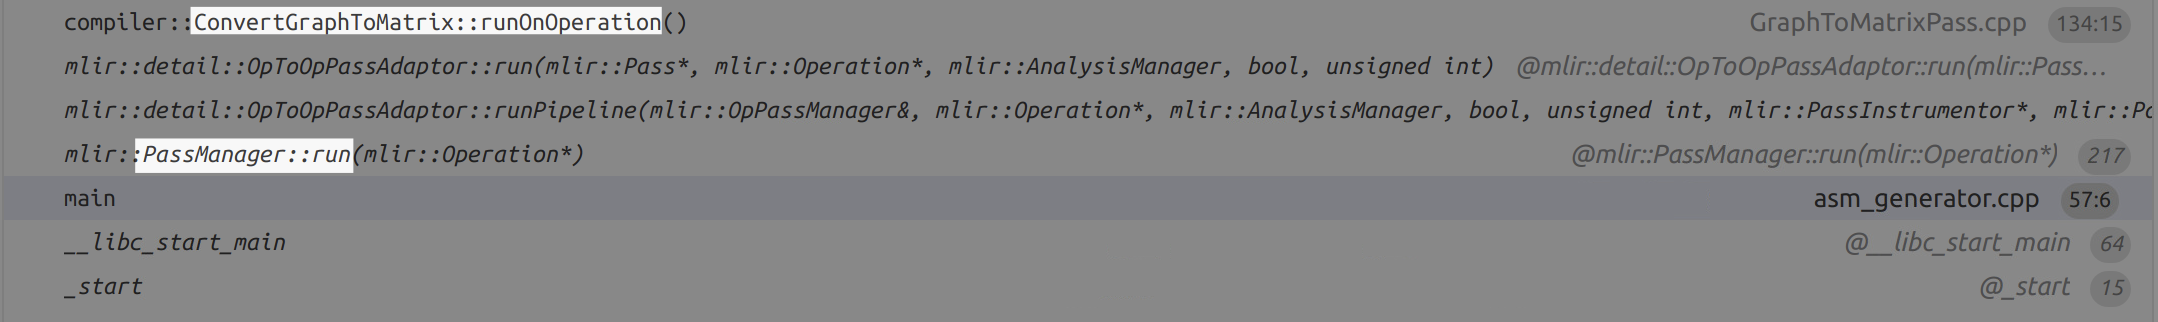 compiler::ConvertGraphToMatrix::runOnOperation() GraphToMatrixPass.cpp 134:15
mlir::detail::OpToOpPassAdaptor::run(mlir::Pass*, mlir::Operation*, mlir::AnalysisManager, bool, unsigned int) @mlir::detail::OpToOpPassAdaptor::run(mlir::Pass…
mlir::detail::OpToOpPassAdaptor::runPipeline(mlir::OpPassManager&, mlir::Operation*, mlir::AnalysisManager, bool, unsigned int, mlir::PassInstrumentor*, mlir::Pa
mlir::PassManager::run(mlir::Operation*) @mlir::PassManager::run(mlir::Operation*) 217
main asm_generator.cpp 57:6
__libc_start_main @__libc_start_main 64
_start @_start 15